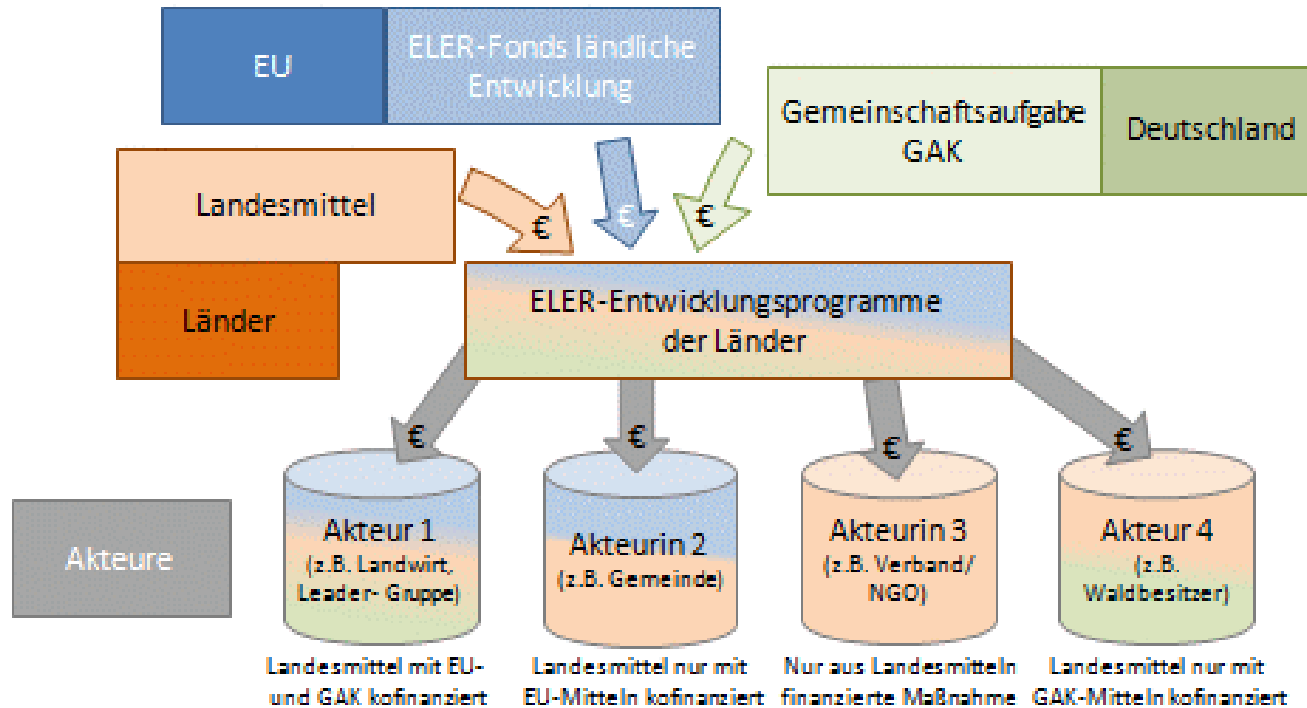 EU
ELER-Fonds ländliche
Entwicklung
Gemeinschaftsaufgabe
GAK
Deutschland
Landesmittel
€
€
€
Länder
ELER-Entwicklungsprogramme
der Länder
€
€
€
€
Akteure
Akteur 1
(z.B. Landwirt,
Leader- Gruppe)
Akteurin 2
(z.B. Gemeinde)
Akteurin 3
(z.B. Verband/
NGO)
Akteur 4
(z.B.
Waldbesitzer)
Landesmittel mit EU-
und GAK kofinanziert
Landesmittel nur mit
EU-Mitteln kofinanziert
Nur aus Landesmitteln
finanzierte Maßnahme
Landesmittel nur mit
GAK-Mitteln kofinanziert